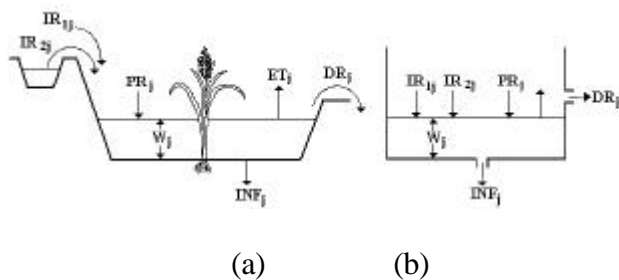 IR1j
IR2j
PRj
ETj
DRj
Wj
INFj
IR1j IR2j PRj
DRj
Wj
INFj
(a) (b)